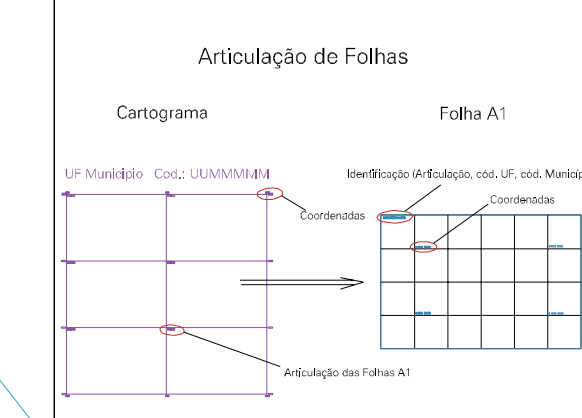 Articulação de Folhas
Cartograma
Folha A1
UF Municipio Cod.: UUMMMMM
Identificação (Articulação, cód. UF, cód. Municíp
Coordenadas
Coordenadas
Articulação das Folhas A1